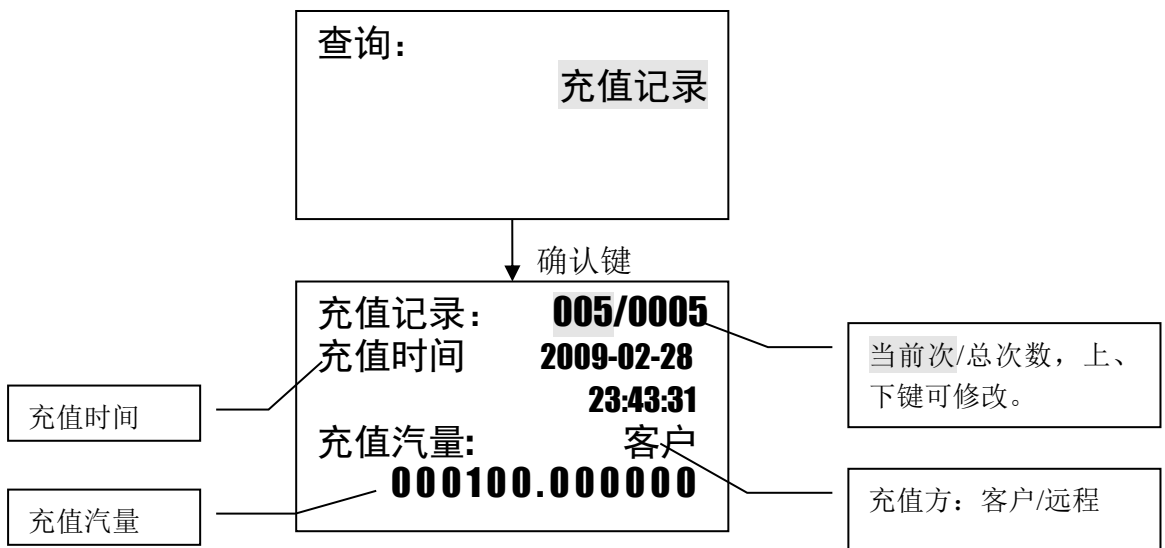 查询：
充值记录
确认键
充值记录： 005/0005
充值时间 2009-02-28
23:43:31
充值汽量: 客户
000100.000000
充值时间
充值汽量
当前次/总次数，上、
下键可修改。
充值方：客户/远程